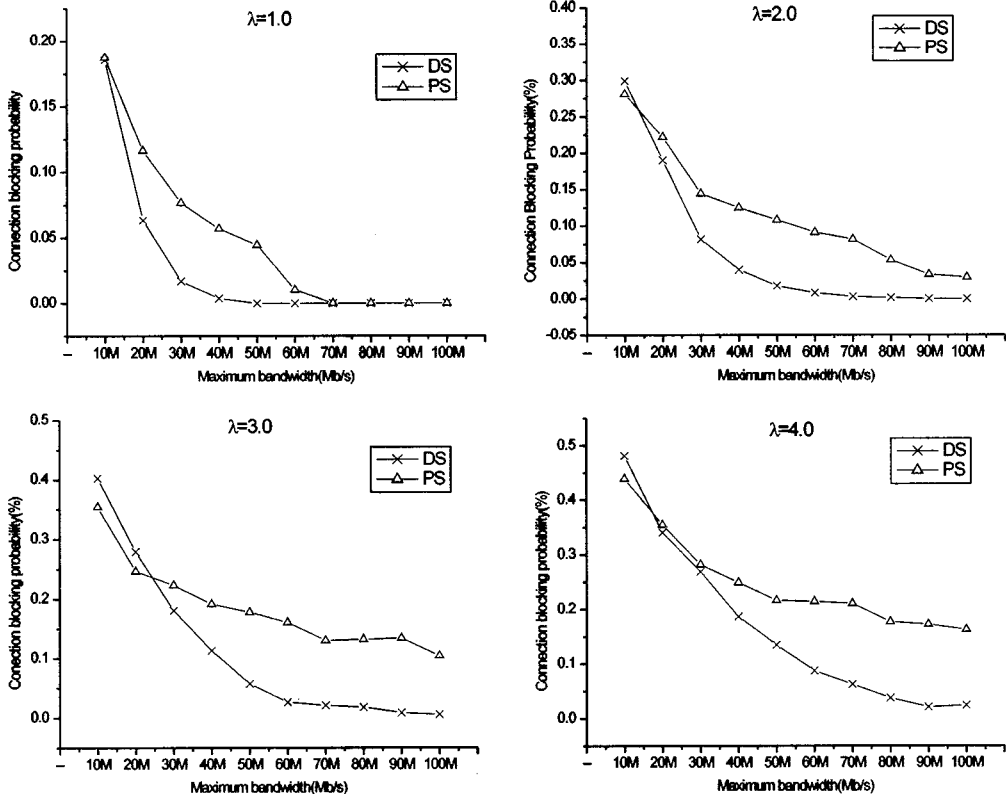 λ=1.0
DS
PS
0.20
0.15
0.10
0.05
0.00
Connection blocking probability
-- 10M 20M 30M 40M 50M 60M 70M 80M 90M 100M
Maximum bandwidth(Mb/s)
λ=2.0
DS
PS
0.40
0.35
0.30
0.25
0.20
0.15
0.10
0.05
0.00
-0.05
Connection Blocking Probability(%)
-- 10M 20M 30M 40M 50M 60M 70M 80M 90M 100M
Maximum bandwidth(Mb/s)
λ=3.0
DS
PS
0.5
0.4
0.3
0.2
0.1
0.0
Conection blocking probability(%)
-- 10M 20M 30M 40M 50M 60M 70M 80M 90M 100M
Maximum bandwidth(Mb/s)
λ=4.0
DS
PS
0.5
0.4
0.3
0.2
0.1
0.0
Connection blocking probability(%)
-- 10M 20M 30M 40M 50M 60M 70M 80M 90M 100M
Maximum bandwidth(Mb/s)